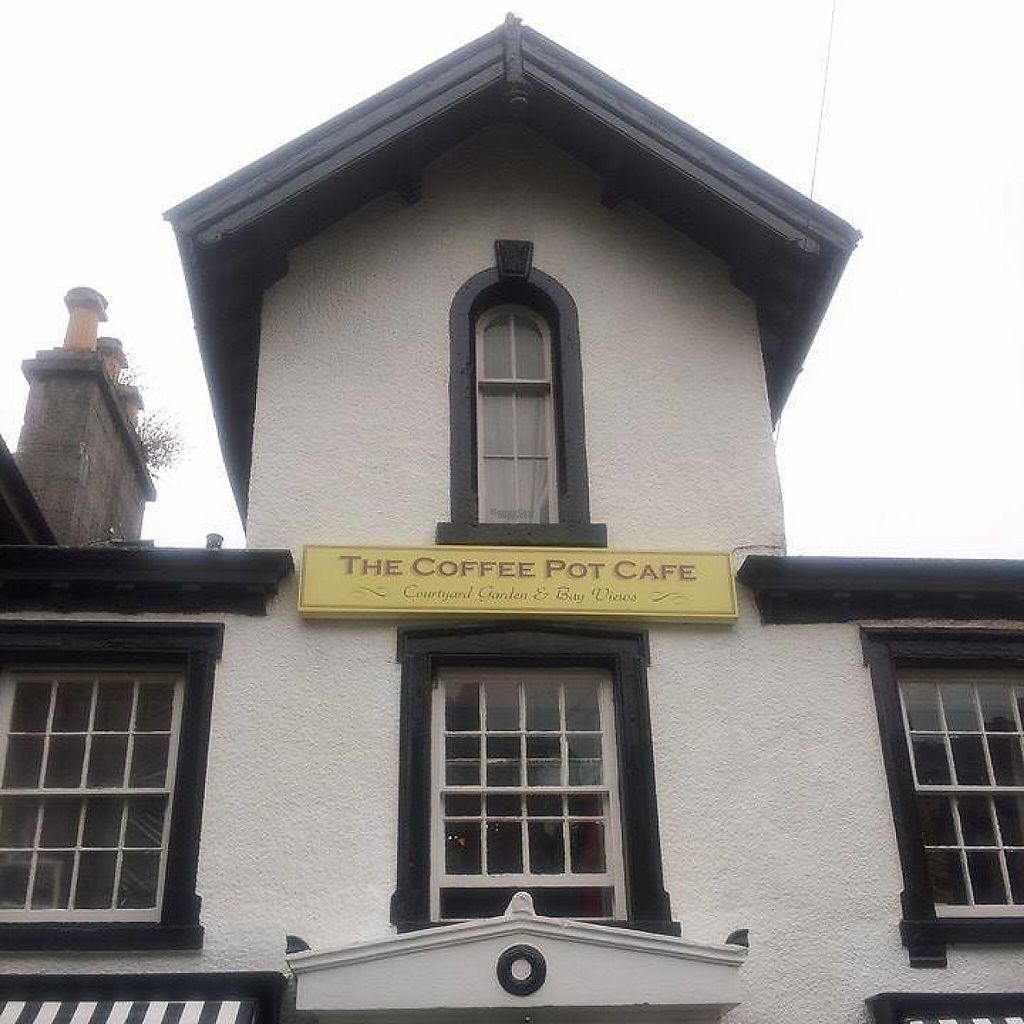 THE COFFEE POT CAFE
Courtyard Garden & Bay Views